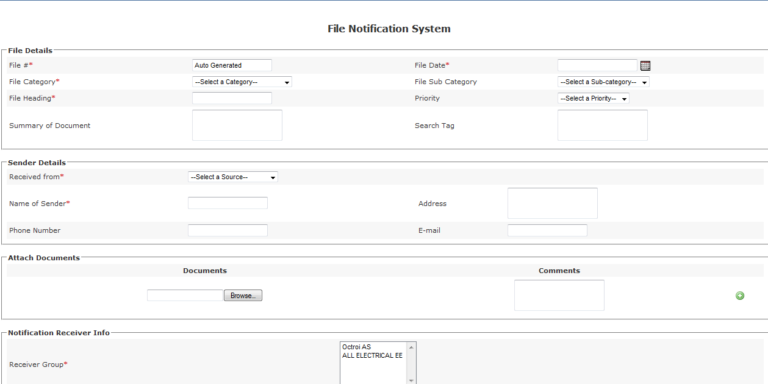 File Notification System
File Details
File #* Auto Generated File Date*
File Category* --Select a Category-- File Sub Category --Select a Sub-category--
File Heading* Priority --Select a Priority--
Summary of Document Search Tag
Sender Details
Received from* --Select a Source--
Name of Sender* Address
Phone Number E-mail
Attach Documents
Documents Comments
Browse...
Notification Receiver Info
Octroi AS
ALL ELECTRICAL EE
Receiver Group*